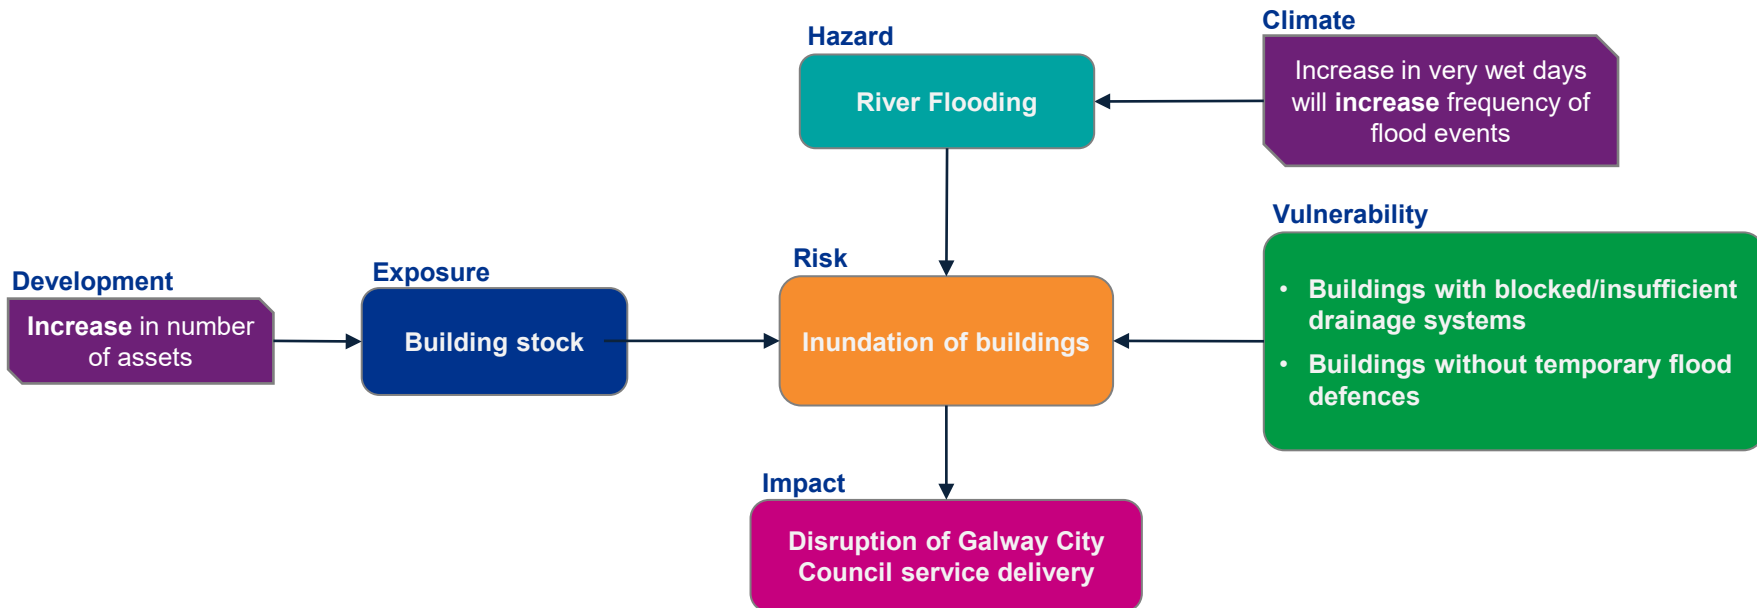 Climate
Hazard
Increase in very wet days
will increase frequency of
flood events
River Flooding
Vulnerability
Risk
Development
Exposure
• Buildings with blocked/insufficient
drainage systems
• Buildings without temporary flood
defences
Increase in number
of assets
Building stock
Inundation of buildings
Impact
Disruption of Galway City
Council service delivery